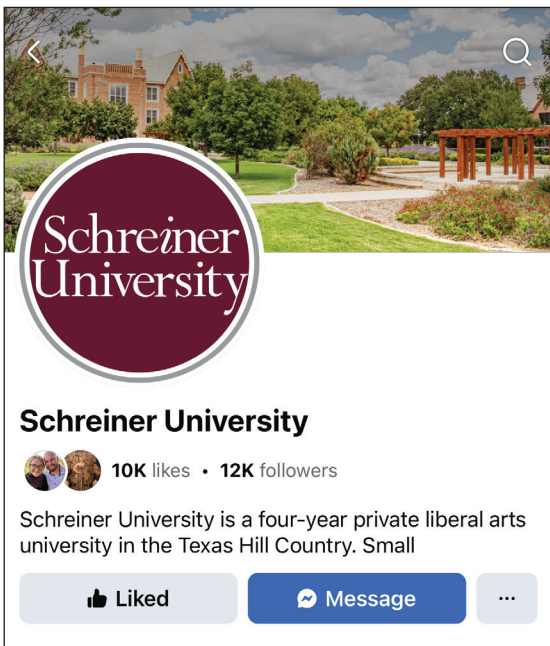 Schreiner
University
Schreiner University
10K likes • 12K followers
Schreiner University is a four-year private liberal arts
university in the Texas Hill Country. Small
Liked
Message
...